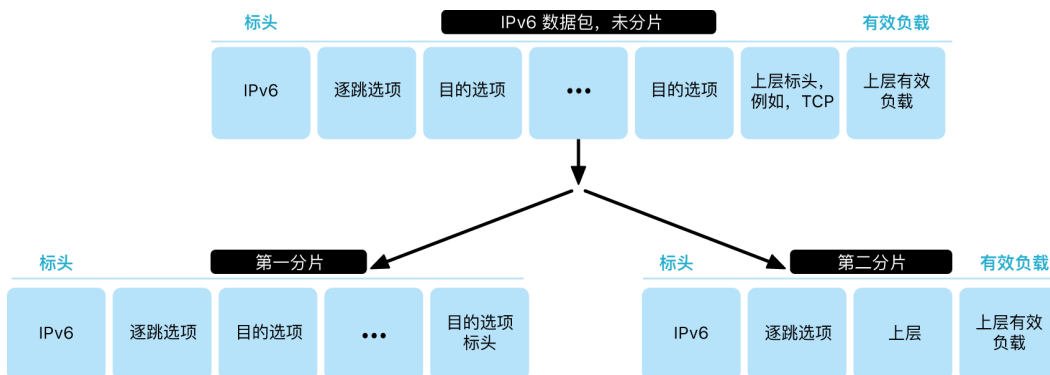 标头
IPv6 数据包，未分片
有效负载
IPv6
逐跳选项
目的选项
•••
目的选项
上层标头，
例如，TCP
上层有效
负载
标头
第一分片
IPv6
逐跳选项
目的选项
•••
目的选项
标头
标头
第二分片
有效负载
IPv6
逐跳选项
上层
上层有效
负载